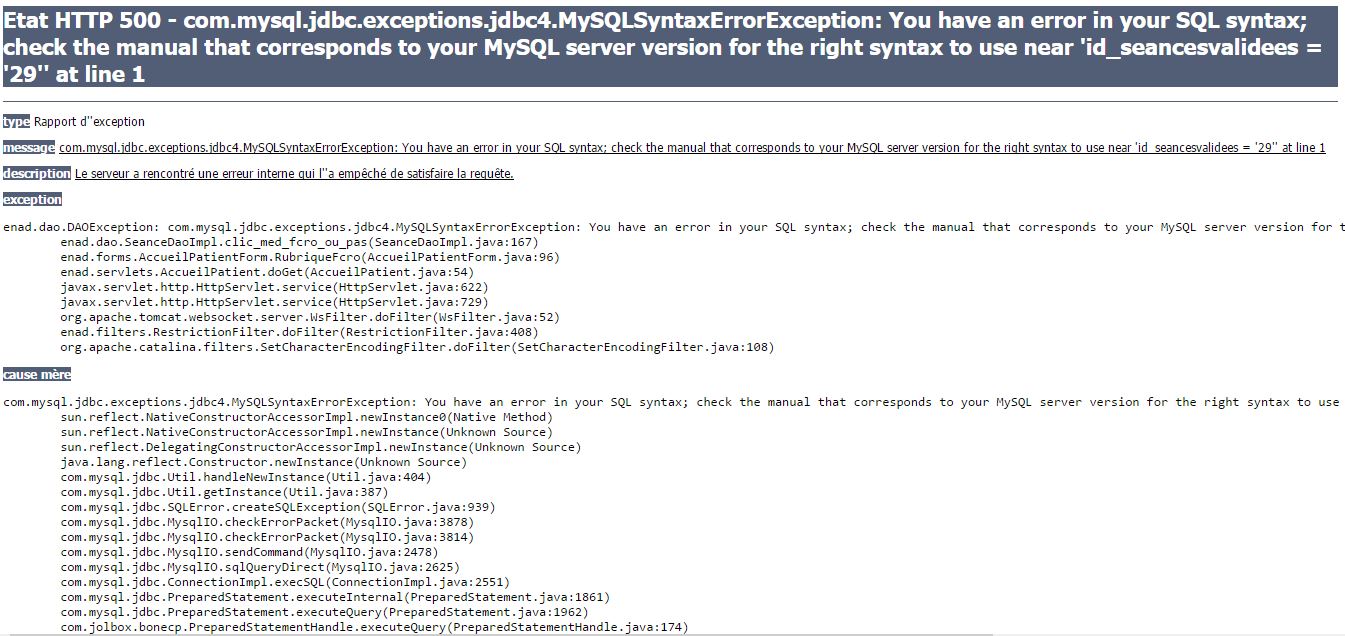 Etat HTTP 500 - com.mysql.jdbc.exceptions.jdbc4.MySQLSyntaxErrorException: You have an error in your SQL syntax;
check the manual that corresponds to your MySQL server version for the right syntax to use near 'id_seancesvalidees =
'29'' at line 1
type Rapport d''exception
message com.mysql.jdbc.exceptions.jdbc4.MySQLSyntaxErrorException: You have an error in your SQL syntax; check the manual that corresponds to your MySQL server version for the right syntax to use near 'id_seancesvalidees = '29'' at line 1
description Le serveur a rencontré une erreur interne qui l''a empêché de satisfaire la requête.
exception
enad.dao.DAOException: com.mysql.jdbc.exceptions.jdbc4.MySQLSyntaxErrorException: You have an error in your SQL syntax; check the manual that corresponds to your MySQL server version for
enad.dao.SeanceDaoImpl.clic_med_fcro_ou_pas(SeanceDaoImpl.java:167)
enad.forms.AccueilPatientForm.RubriqueFcro(AccueilPatientForm.java:96)
enad.servlets.AccueilPatient.doGet(AccueilPatient.java:54)
javax.servlet.http.HttpServlet.service(HttpServlet.java:622)
javax.servlet.http.HttpServlet.service(HttpServlet.java:729)
org.apache.tomcat.websocket.server.WsFilter.doFilter(WsFilter.java:52)
enad.filters.RestrictionFilter.doFilter(RestrictionFilter.java:408)
org.apache.catalina.filters.SetCharacterEncodingFilter.doFilter(SetCharacterEncodingFilter.java:108)
cause mère
com.mysql.jdbc.exceptions.jdbc4.MySQLSyntaxErrorException: You have an error in your SQL syntax; check the manual that corresponds to your MySQL server version for the right syntax to use
sun.reflect.NativeConstructorAccessorImpl.newInstance0(Native Method)
sun.reflect.NativeConstructorAccessorImpl.newInstance(Unknown Source)
sun.reflect.DelegatingConstructorAccessorImpl.newInstance(Unknown Source)
java.lang.reflect.Constructor.newInstance(Unknown Source)
com.mysql.jdbc.Util.handleNewInstance(Util.java:404)
com.mysql.jdbc.Util.getInstance(Util.java:387)
com.mysql.jdbc.SQLError.createSQLException(SQLError.java:939)
com.mysql.jdbc.MysqlIO.checkErrorPacket(MysqlIO.java:3878)
com.mysql.jdbc.MysqlIO.checkErrorPacket(MysqlIO.java:3814)
com.mysql.jdbc.MysqlIO.sendCommand(MysqlIO.java:2478)
com.mysql.jdbc.MysqlIO.sqlQueryDirect(MysqlIO.java:2625)
com.mysql.jdbc.ConnectionImpl.execSQL(ConnectionImpl.java:2551)
com.mysql.jdbc.PreparedStatement.executeInternal(PreparedStatement.java:1861)
com.mysql.jdbc.PreparedStatement.executeQuery(PreparedStatement.java:1962)
com.jolbox.bonecp.PreparedStatementHandle.executeQuery(PreparedStatementHandle.java:174)